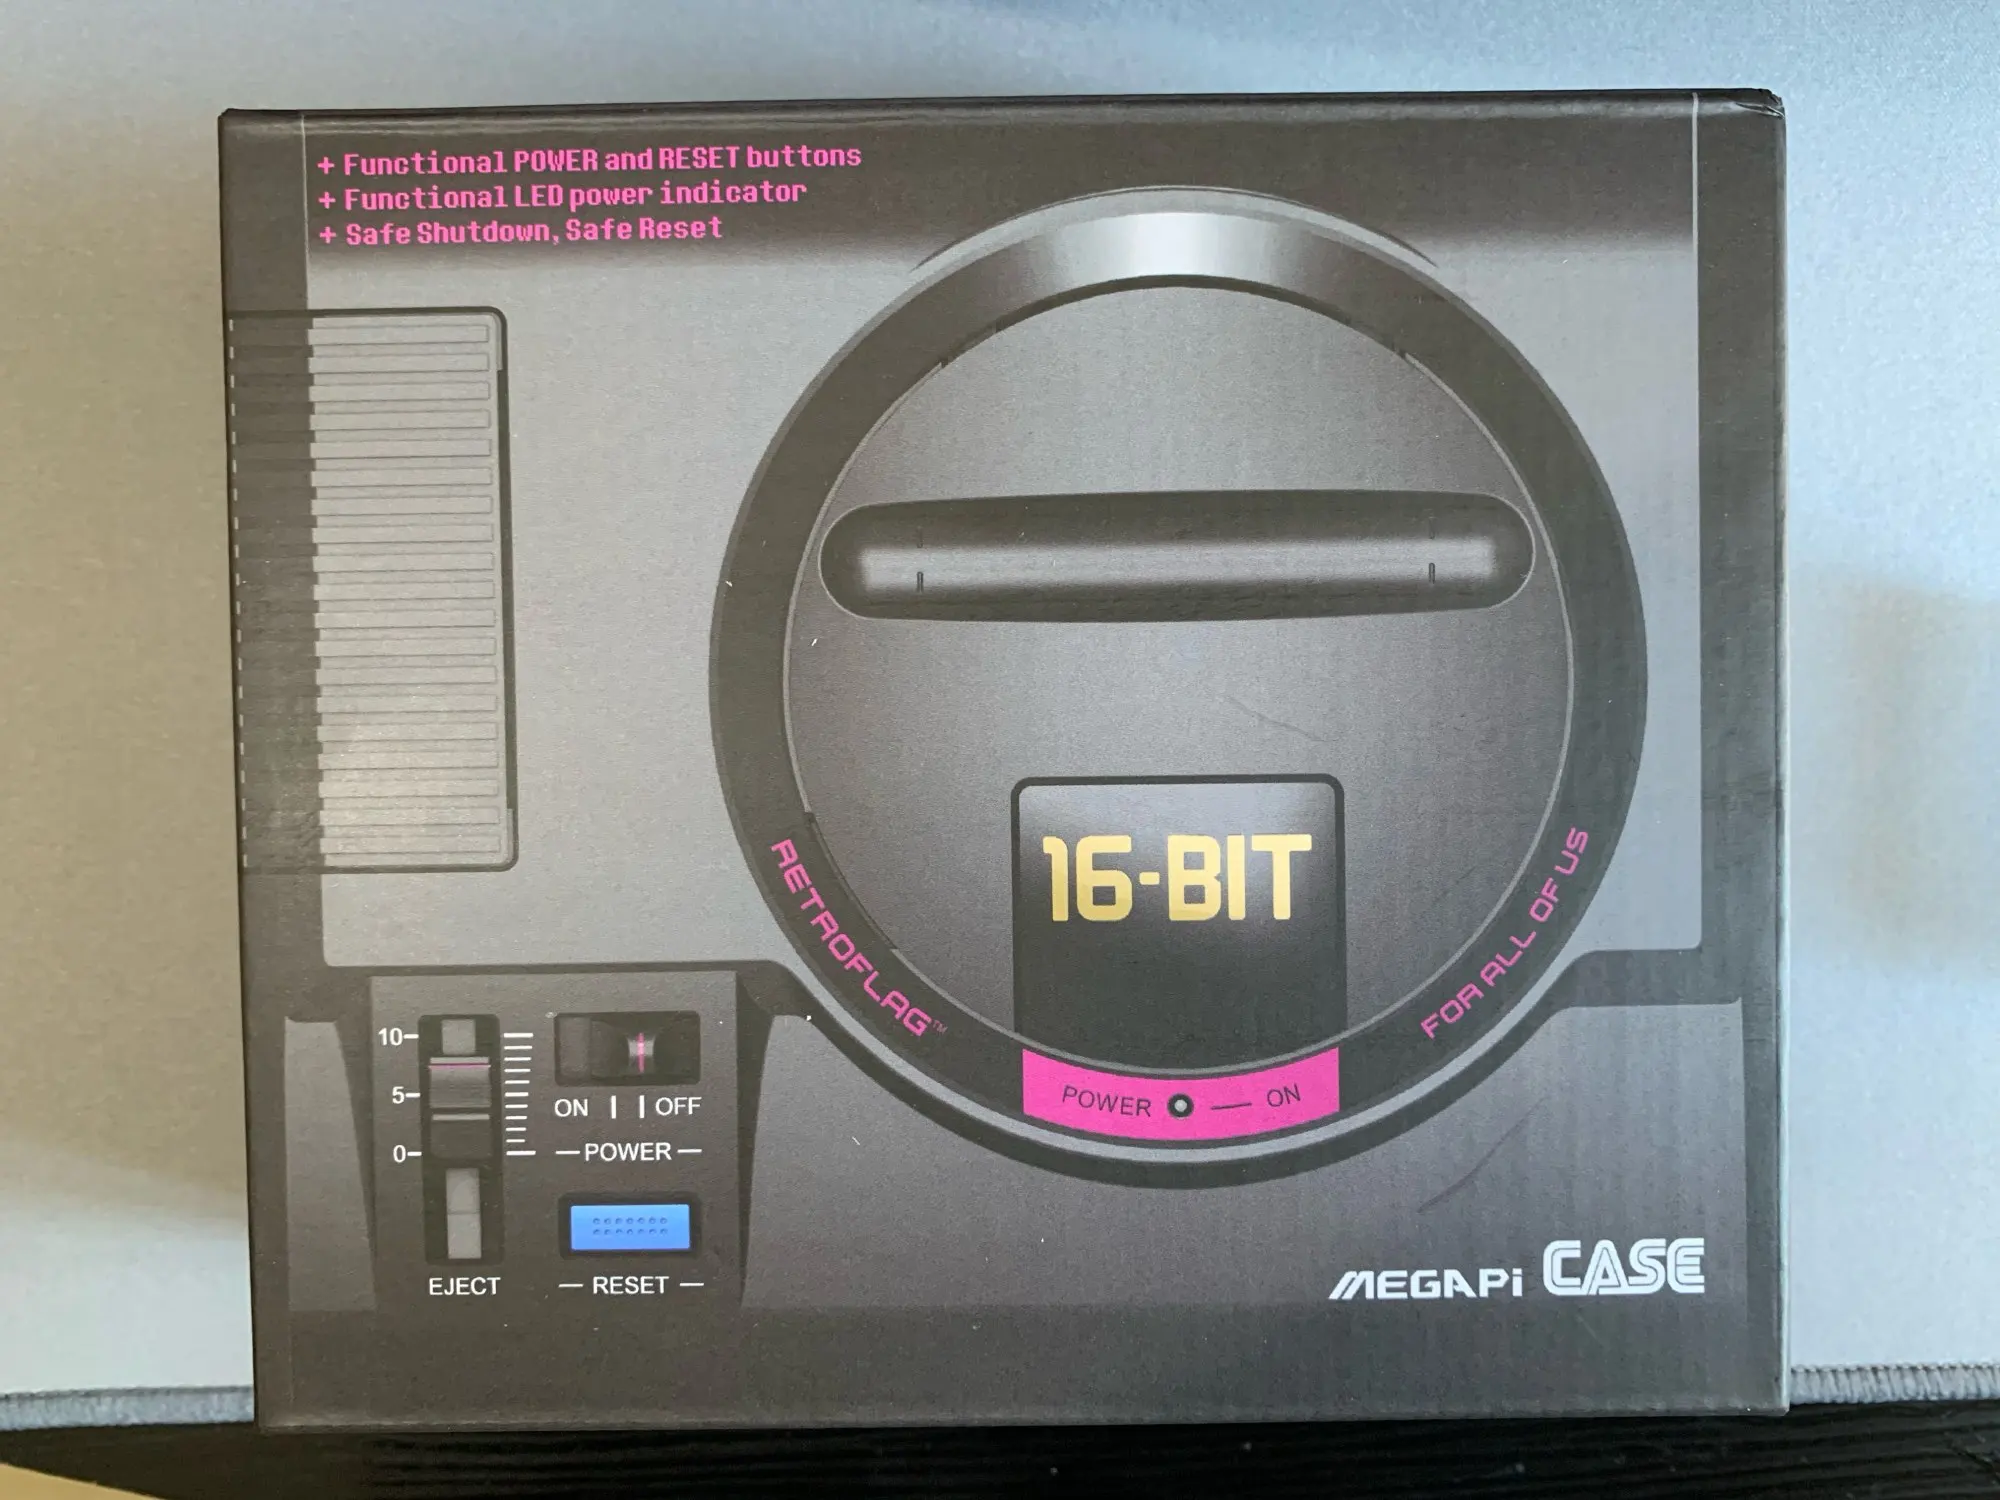 + Functional POWER and RESET buttons
+ Functional LED power indicator
+ Safe Shutdown, Safe Reset
16-BIT
RETROFLAG™
FOR ALL OF US
POWER — ON
10
5
0
EJECT
ON | | OFF
— POWER —
— RESET —
MEGAPi CASE